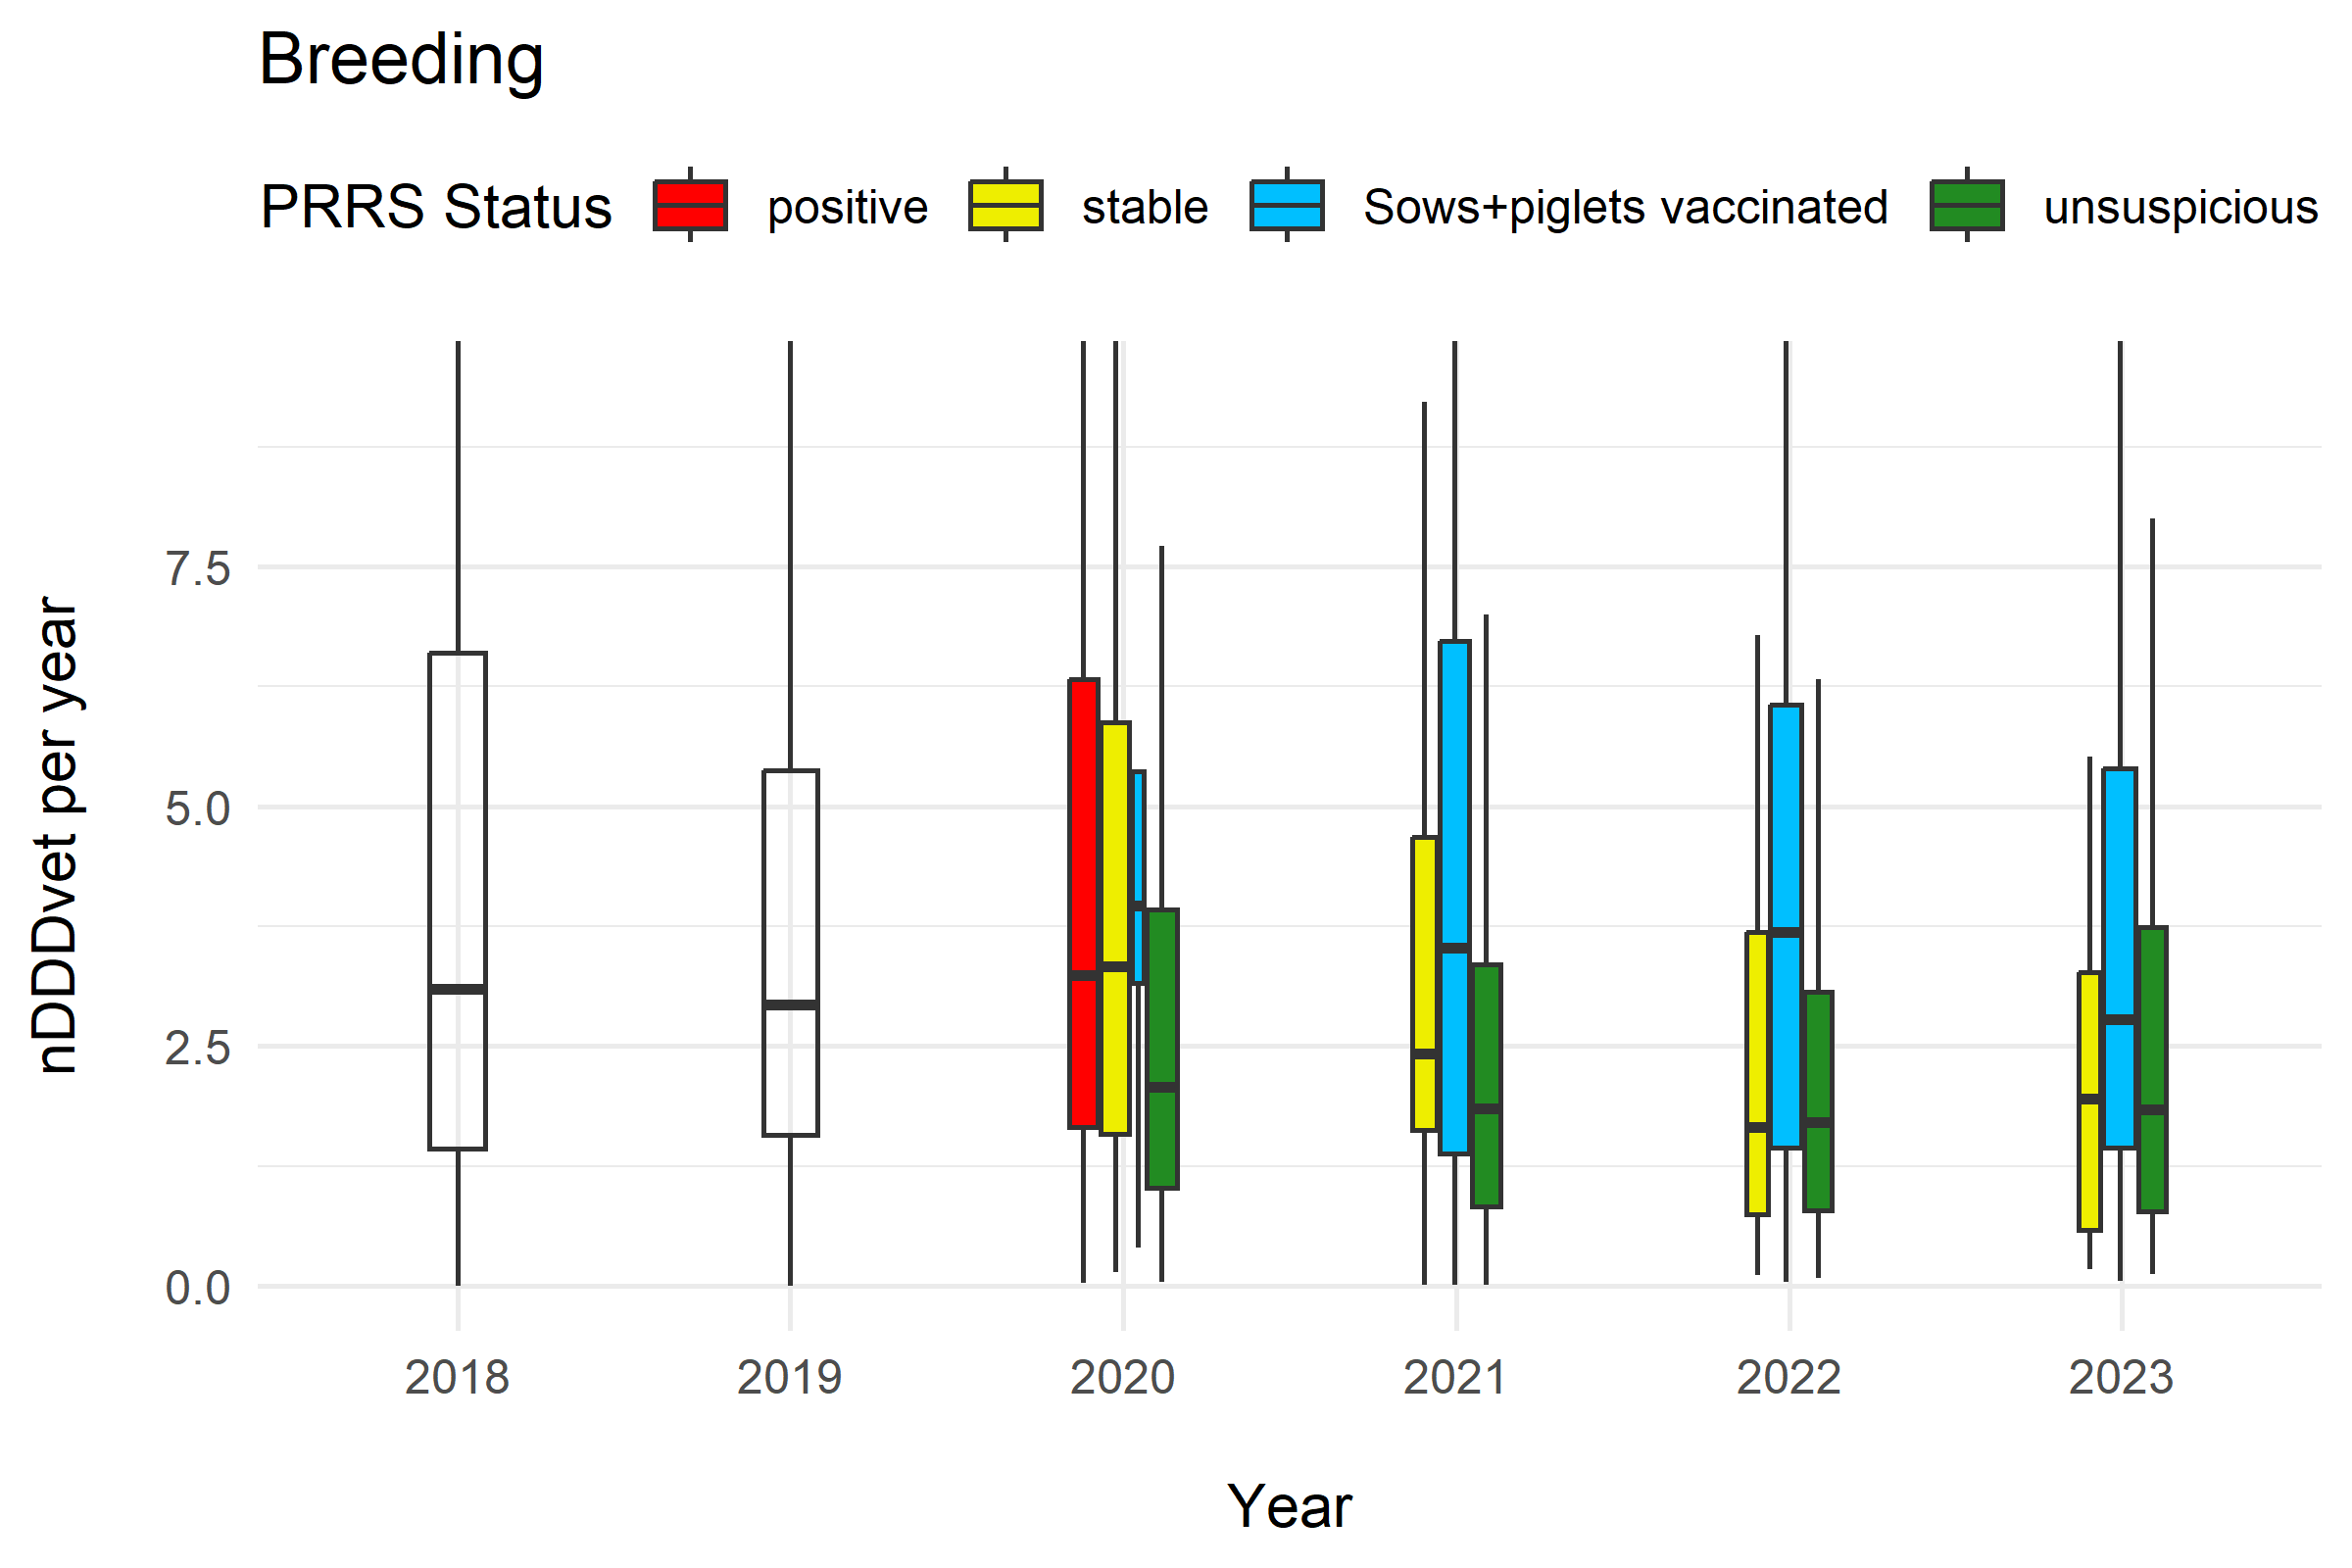 Breeding
PRRS Status positive stable Sows+piglets vaccinated unsuspicious
nDDDvet per year
7.5
5.0
2.5
0.0
2018 2019 2020 2021 2022 2023
Year